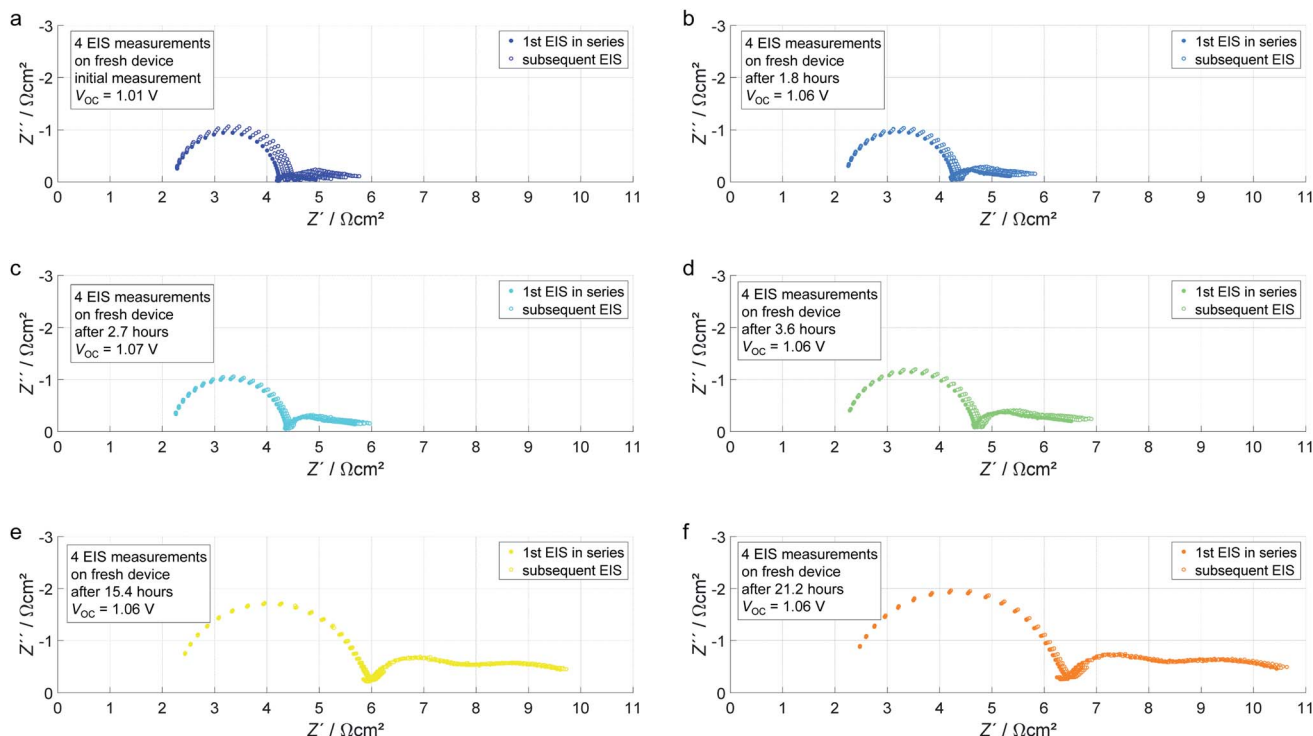 a
-3
-2
-1
0
Z´´ / Ωcm²
4 EIS measurements
on fresh device
initial measurement
VOC = 1.01 V
1st EIS in series
subsequent EIS
0 1 2 3 4 5 6 7 8 9 10 11
Z´ / Ωcm²
b
-3
-2
-1
0
Z´´ / Ωcm²
4 EIS measurements
on fresh device
after 1.8 hours
VOC = 1.06 V
1st EIS in series
subsequent EIS
0 1 2 3 4 5 6 7 8 9 10 11
Z´ / Ωcm²
c
-3
-2
-1
0
Z´´ / Ωcm²
4 EIS measurements
on fresh device
after 2.7 hours
VOC = 1.07 V
1st EIS in series
subsequent EIS
0 1 2 3 4 5 6 7 8 9 10 11
Z´ / Ωcm²
d
-3
-2
-1
0
Z´´ / Ωcm²
4 EIS measurements
on fresh device
after 3.6 hours
VOC = 1.06 V
1st EIS in series
subsequent EIS
0 1 2 3 4 5 6 7 8 9 10 11
Z´ / Ωcm²
e
-3
-2
-1
0
Z´´ / Ωcm²
4 EIS measurements
on fresh device
after 15.4 hours
VOC = 1.06 V
1st EIS in series
subsequent EIS
0 1 2 3 4 5 6 7 8 9 10 11
Z´ / Ωcm²
f
-3
-2
-1
0
Z´´ / Ωcm²
4 EIS measurements
on fresh device
after 21.2 hours
VOC = 1.06 V
1st EIS in series
subsequent EIS
0 1 2 3 4 5 6 7 8 9 10 11
Z´ / Ωcm²